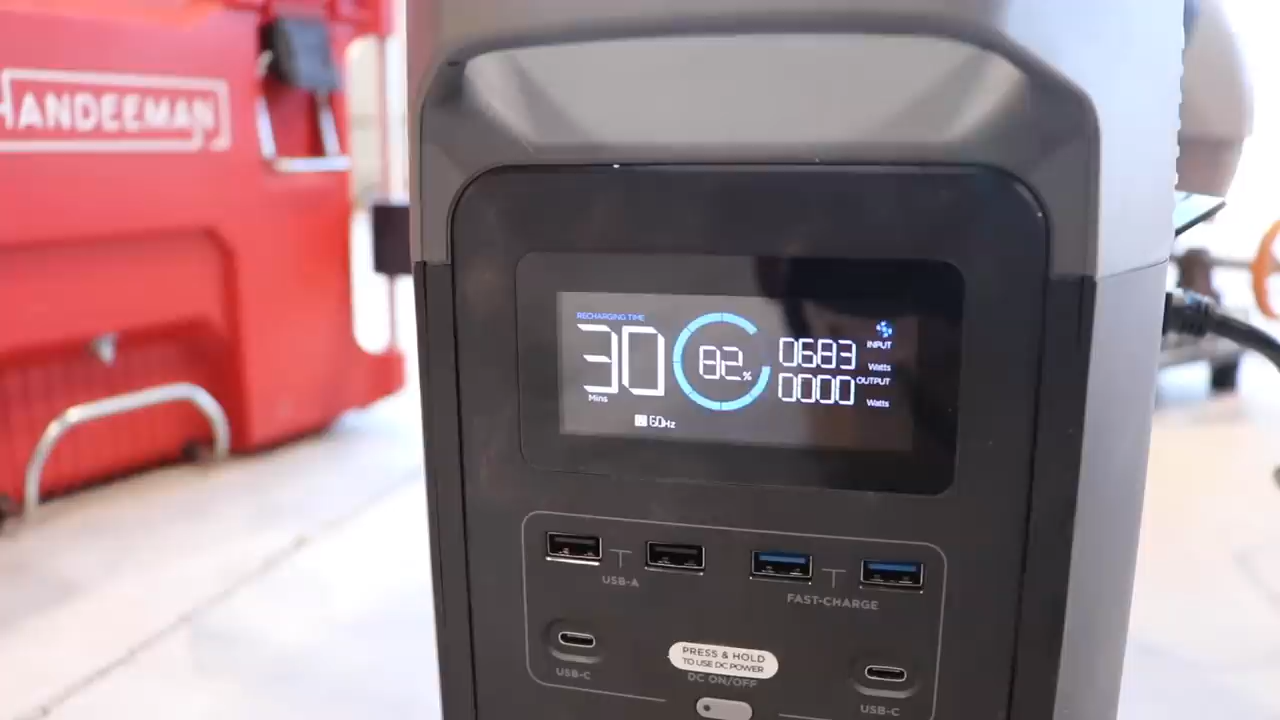 HANDEEMAN
RECHARGING TIME
30
Mins
82%
0683
INPUT
Watts
0000
OUTPUT
Watts
60Hz
USB-A
FAST-CHARGE
USB-C
PRESS & HOLD
TO USE DC POWER
DC ON/OFF
USB-C